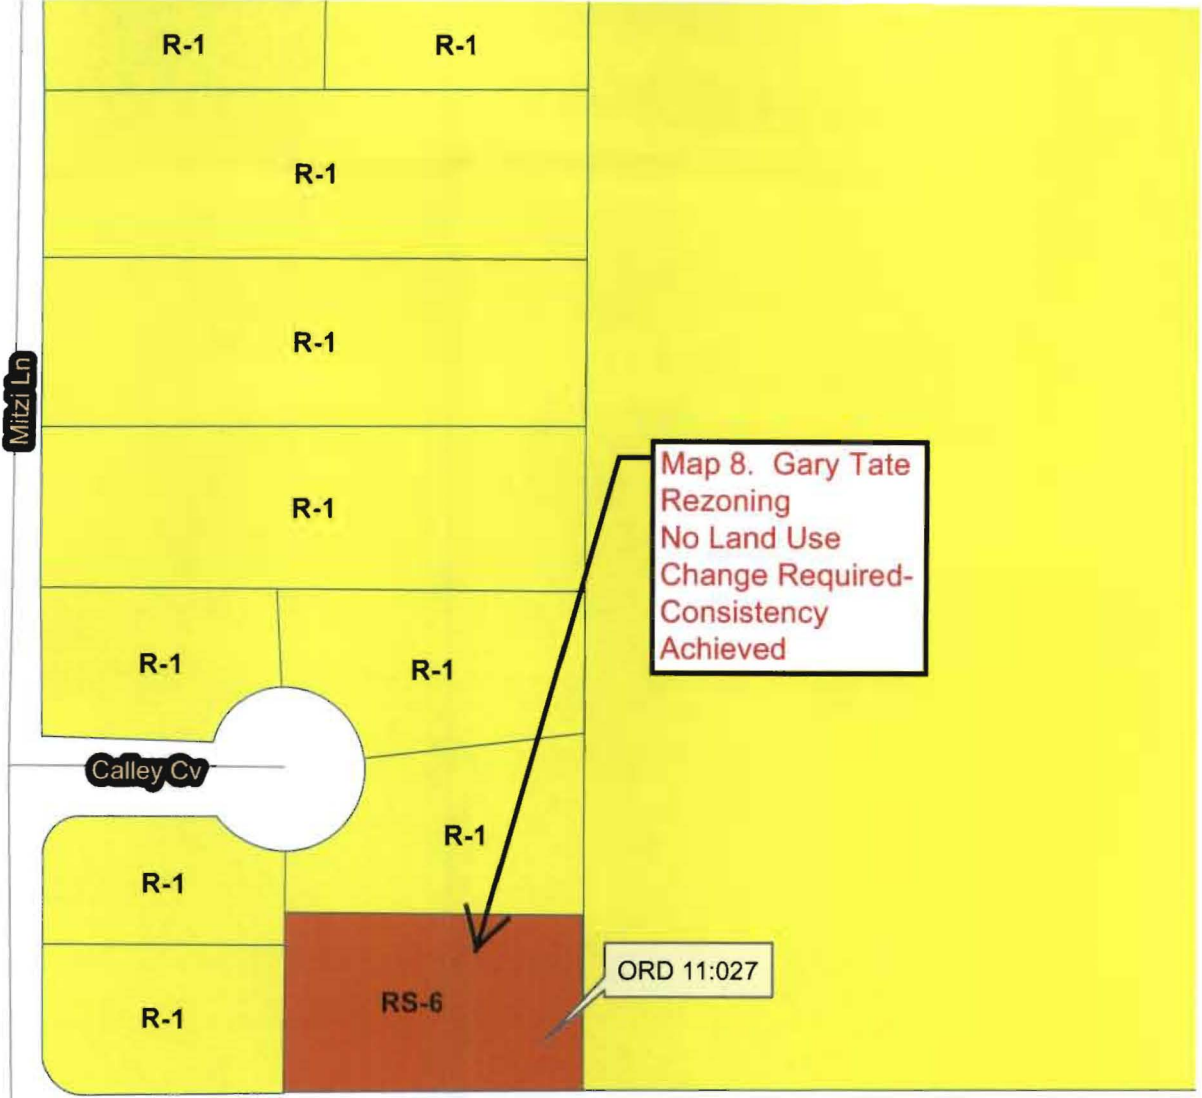 R-1
R-1
R-1
R-1
Mitzi Ln
R-1
Map 8. Gary Tate
Rezoning
No Land Use
Change Required-
Consistency
Achieved
R-1
R-1
Calley Cv
R-1
R-1
ORD 11:027
RS-6
R-1